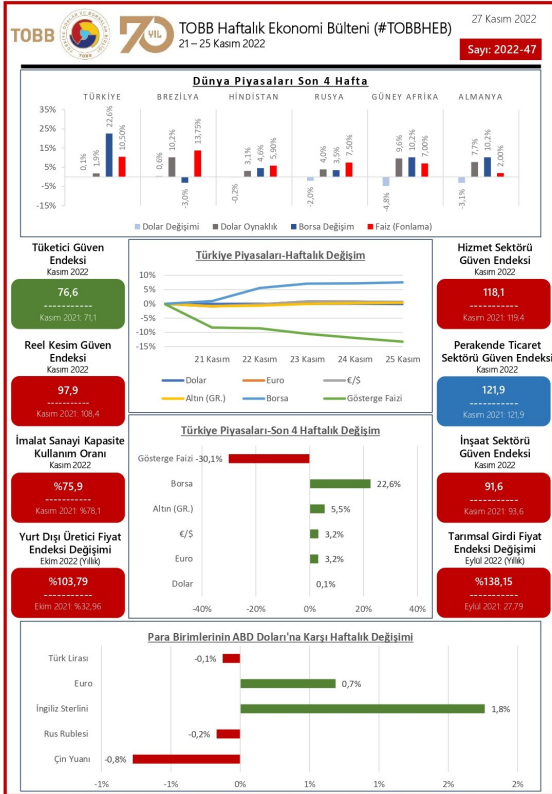 TOBB
70 YIL
TOBB Haftalık Ekonomi Bülteni (#TOBBHEB)
21 – 25 Kasım 2022
27 Kasım 2022
Sayı: 2022-47
Dünya Piyasaları Son 4 Hafta
TÜRKİYE BREZİLYA HİNDİSTAN RUSYA GÜNEY AFRİKA ALMANYA
35%
25%
15%
5%
-5%
-15%
0,1% 1,9% 22,6% 10,50%
0,6% 10,2% -3,0% 13,75%
-0,2% 3,1% 4,6% 5,90%
-2,0% 4,0% 3,5% 7,50%
-4,8% 9,6% 10,2% 7,00%
-3,1% 7,7% 10,2% 2,00%
Dolar Değişimi Dolar Oynaklık Borsa Değişim Faiz (Fonlama)
Tüketici Güven
Endeksi
Kasım 2022
76,6
-----------
Kasım 2021: 71,1
Reel Kesim Güven
Endeksi
Kasım 2022
97,9
-----------
Kasım 2021: 108,4
İmalat Sanayi Kapasite
Kullanım Oranı
Kasım 2022
%75,9
-----------
Kasım 2021: %78,1
Yurt Dışı Üretici Fiyat
Endeksi Değişimi
Ekim 2022 (Yıllık)
%103,79
-----------
Ekim 2021: %32,96
Türkiye Piyasaları-Haftalık Değişim
10%
5%
0%
-5%
-10%
-15%
21 Kasım 22 Kasım 23 Kasım 24 Kasım 25 Kasım
Dolar Euro €/$
Altın (GR.) Borsa Gösterge Faizi
Türkiye Piyasaları-Son 4 Haftalık Değişim
Gösterge Faizi -30,1%
Borsa 22,6%
Altın (GR.) 5,5%
€/$ 3,2%
Euro 3,2%
Dolar 0,1%
-40% -20% 0% 20% 40%
Hizmet Sektörü
Güven Endeksi
Kasım 2022
118,1
-----------
Kasım 2021: 119,4
Perakende Ticaret
Sektörü Güven Endeksi
Kasım 2022
121,9
-----------
Kasım 2021: 121,9
İnşaat Sektörü
Güven Endeksi
Kasım 2022
91,6
-----------
Kasım 2021: 93,6
Tarımsal Girdi Fiyat
Endeksi Değişimi
Eylül 2022 (Yıllık)
%138,15
-----------
Eylül 2021: 27,79
Para Birimlerinin ABD Doları'na Karşı Haftalık Değişimi
Türk Lirası -0,1%
Euro 0,7%
İngiliz Sterlini 1,8%
Rus Rublesi -0,2%
Çin Yuanı -0,8%
-1% -1% 0% 1% 1% 2% 2%